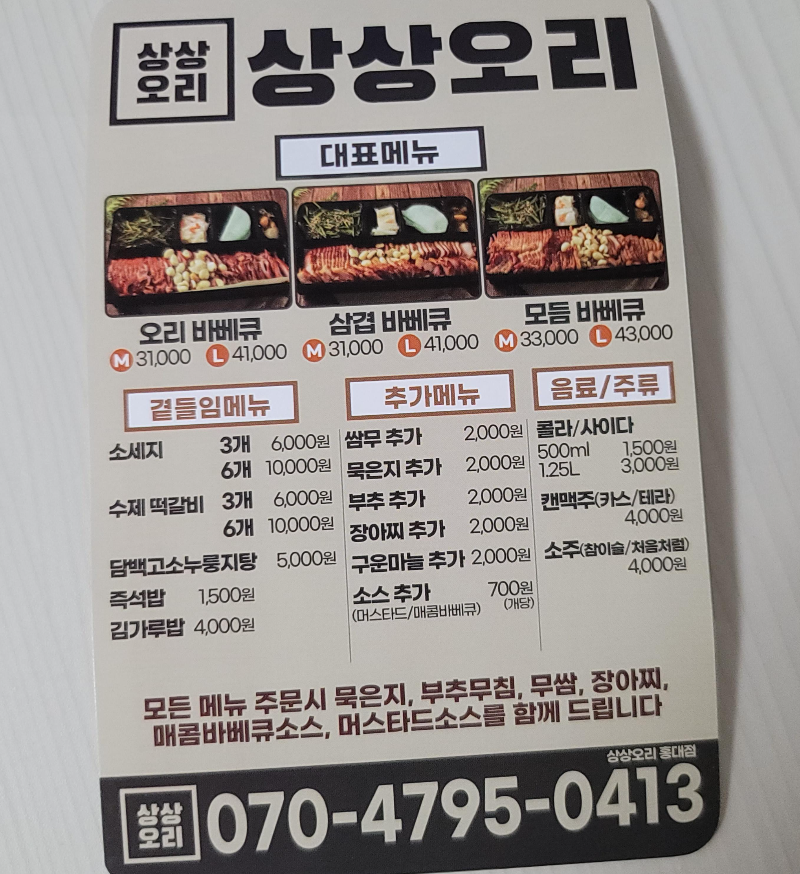 상상
오리
상상오리
대표메뉴
오리 바베큐
M 31,000 L 41,000
삼겹 바베큐
M 31,000 L 41,000
모듬 바베큐
M 33,000 L 43,000
곁들임메뉴
소세지 3개 6,000원
6개 10,000원
수제 떡갈비 3개 6,000원
6개 10,000원
담백고소누룽지탕 5,000원
즉석밥 1,500원
김가루밥 4,000원
추가메뉴
쌈무 추가 2,000원
묵은지 추가 2,000원
부추 추가 2,000원
장아찌 추가 2,000원
구운마늘 추가 2,000원
소스 추가 700원
(머스타드/매콤바베큐) (개당)
음료/주류
콜라/사이다
500ml 1,500원
1.25L 3,000원
캔맥주(카스/테라)
4,000원
소주(참이슬/처음처럼)
4,000원
모든 메뉴 주문시 묵은지, 부추무침, 무쌈, 장아찌,
매콤바베큐소스, 머스타드소스를 함께 드립니다
상상오리 홍대점
상상
오리
070-4795-0413